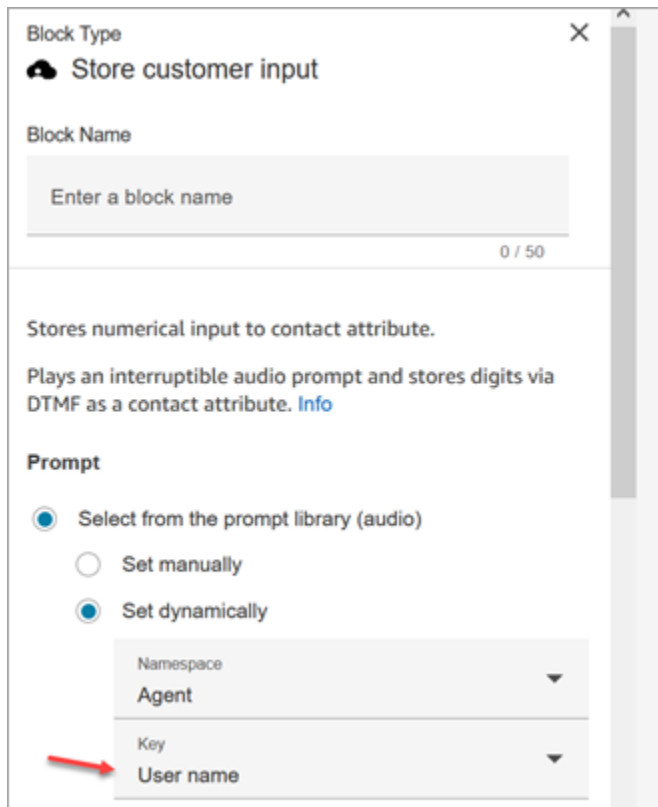 Block Type
Store customer input
Block Name
Enter a block name
0 / 50
Stores numerical input to contact attribute.
Plays an interruptible audio prompt and stores digits via
DTMF as a contact attribute. Info
Prompt
Select from the prompt library (audio)
Set manually
Set dynamically
Namespace
Agent
Key
User name